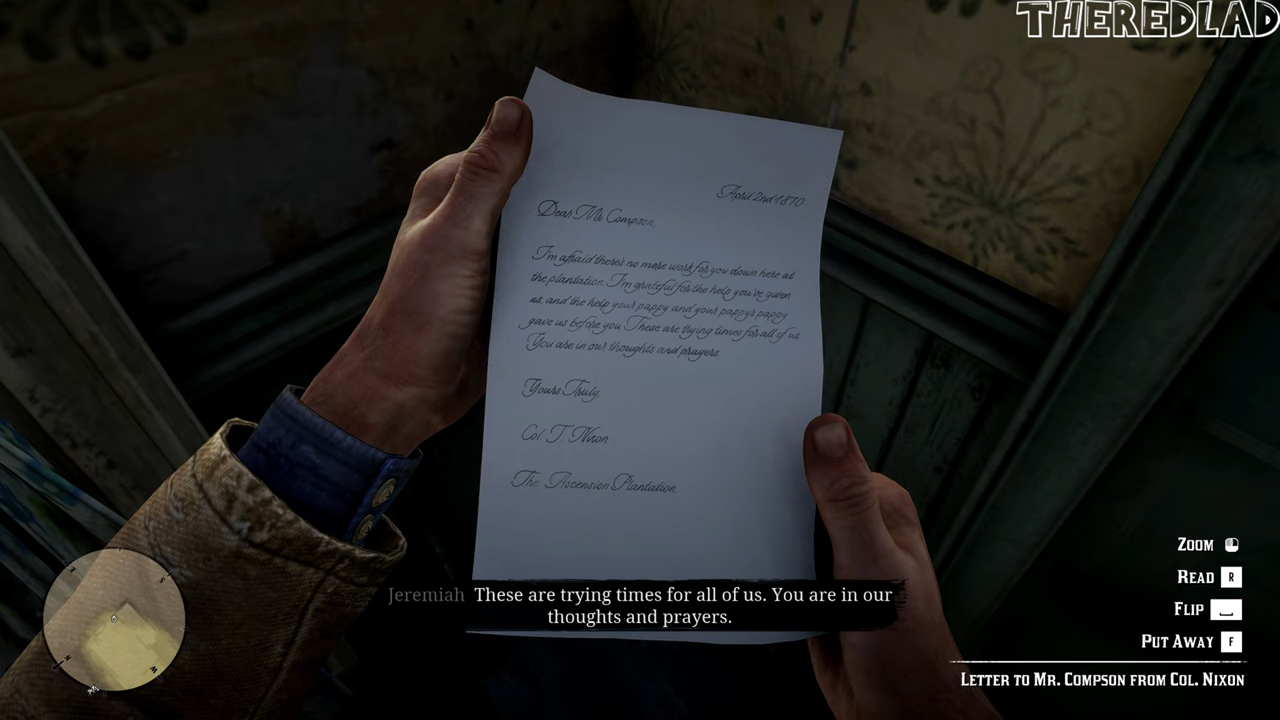 THEREDLAD
April 2nd 1870
Dear Mr Compson,
I'm afraid there's no more work for you down here at
the plantation. I'm grateful for the help you've given
us, and the help your pappy and your pappy's pappy
gave us before you. These are trying times for all of us.
You are in our thoughts and prayers.
Yours Truly,
Col. T. Nixon
The Ascension Plantation.
Jeremiah These are trying times for all of us. You are in our
thoughts and prayers.
Zoom
Read R
Flip
Put Away F
Letter to Mr. Compson from Col. Nixon